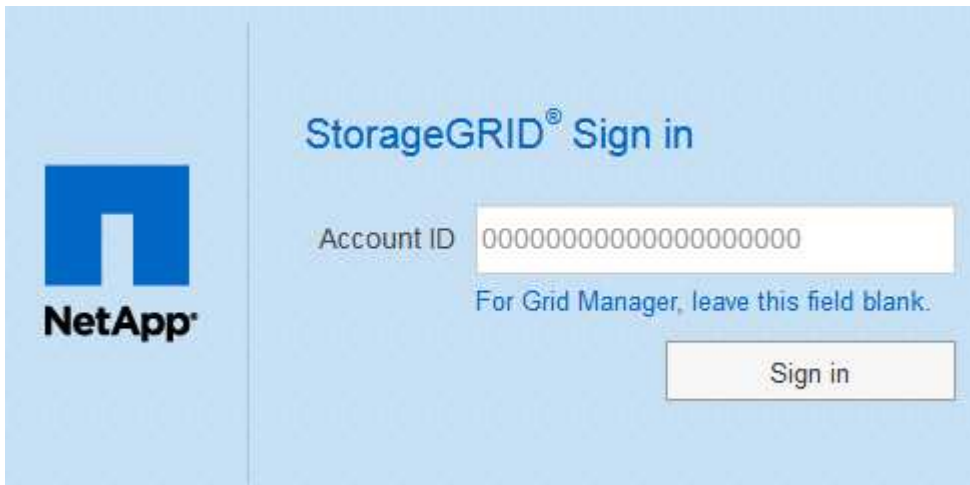 StorageGRID® Sign in
Account ID 00000000000000000000
For Grid Manager, leave this field blank.
Sign in
NetApp®